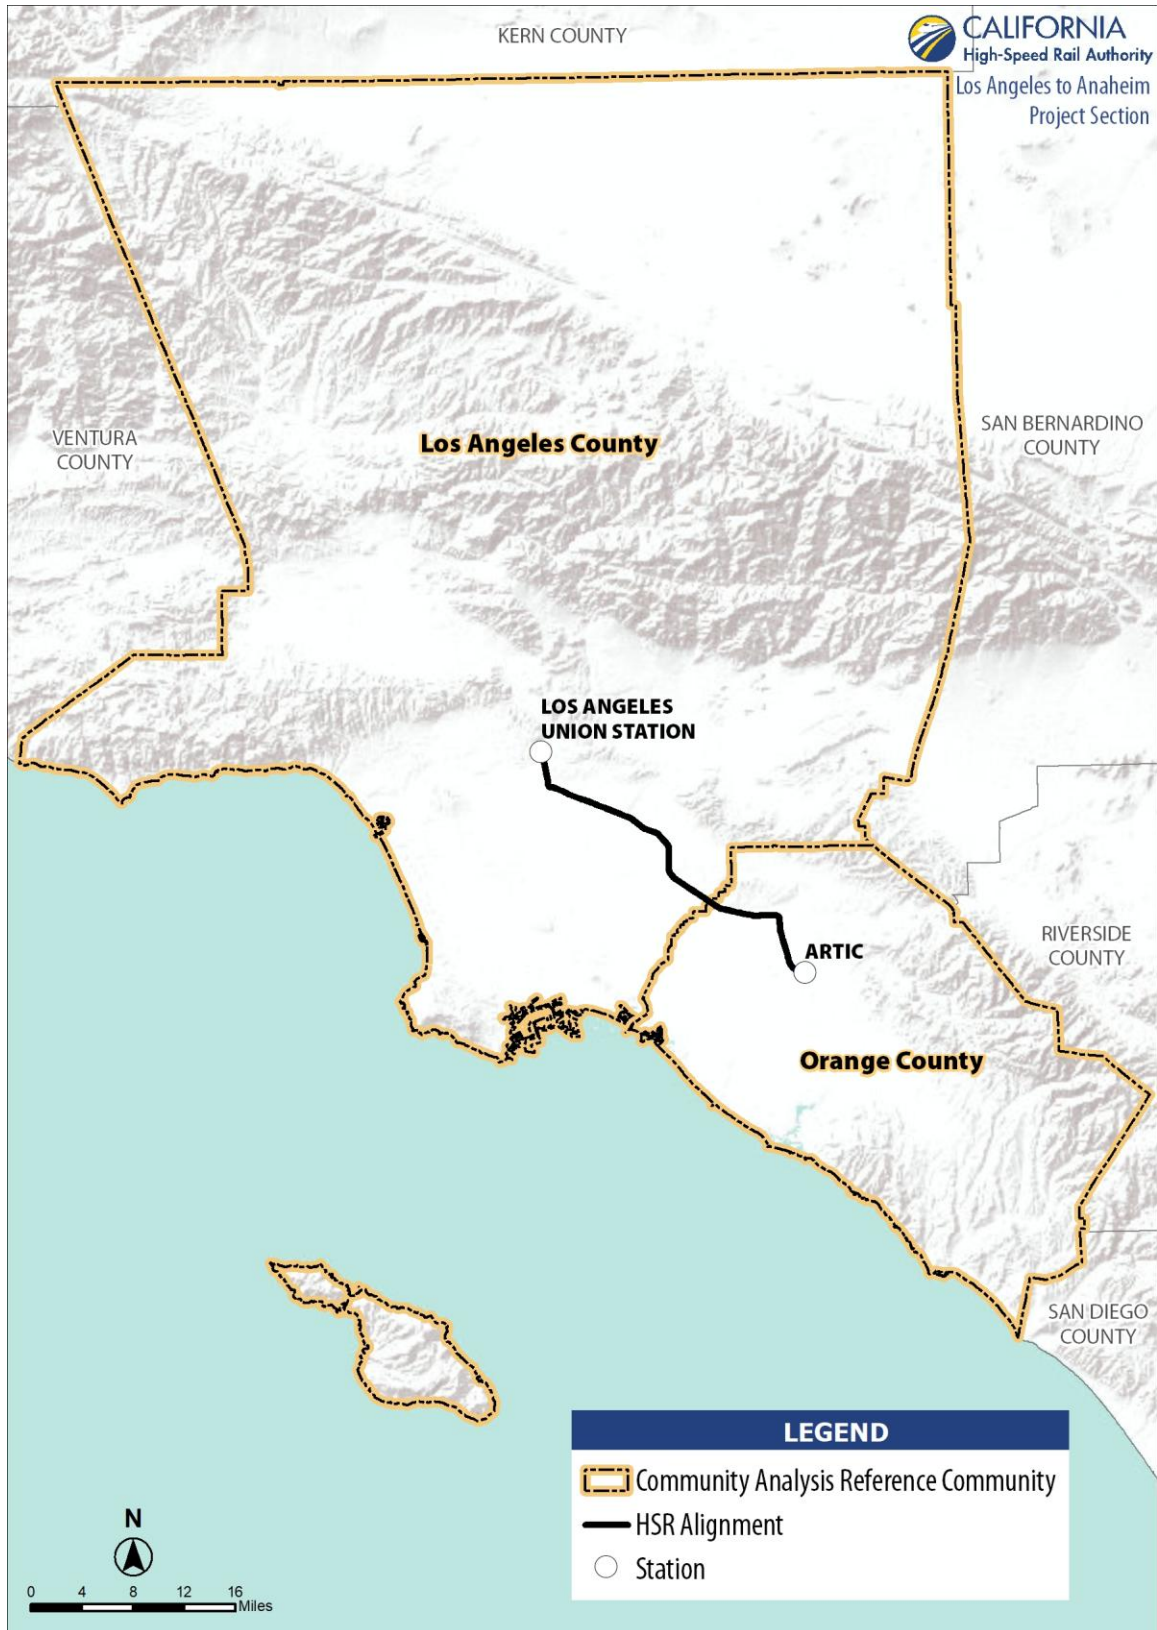 KERN COUNTY
CALIFORNIA
High-Speed Rail Authority
Los Angeles to Anaheim
Project Section
VENTURA
COUNTY
Los Angeles County
SAN BERNARDINO
COUNTY
LOS ANGELES
UNION STATION
ARTIC
RIVERSIDE
COUNTY
Orange County
SAN DIEGO
COUNTY
LEGEND
Community Analysis Reference Community
HSR Alignment
Station
N
0 4 8 12 16
Miles